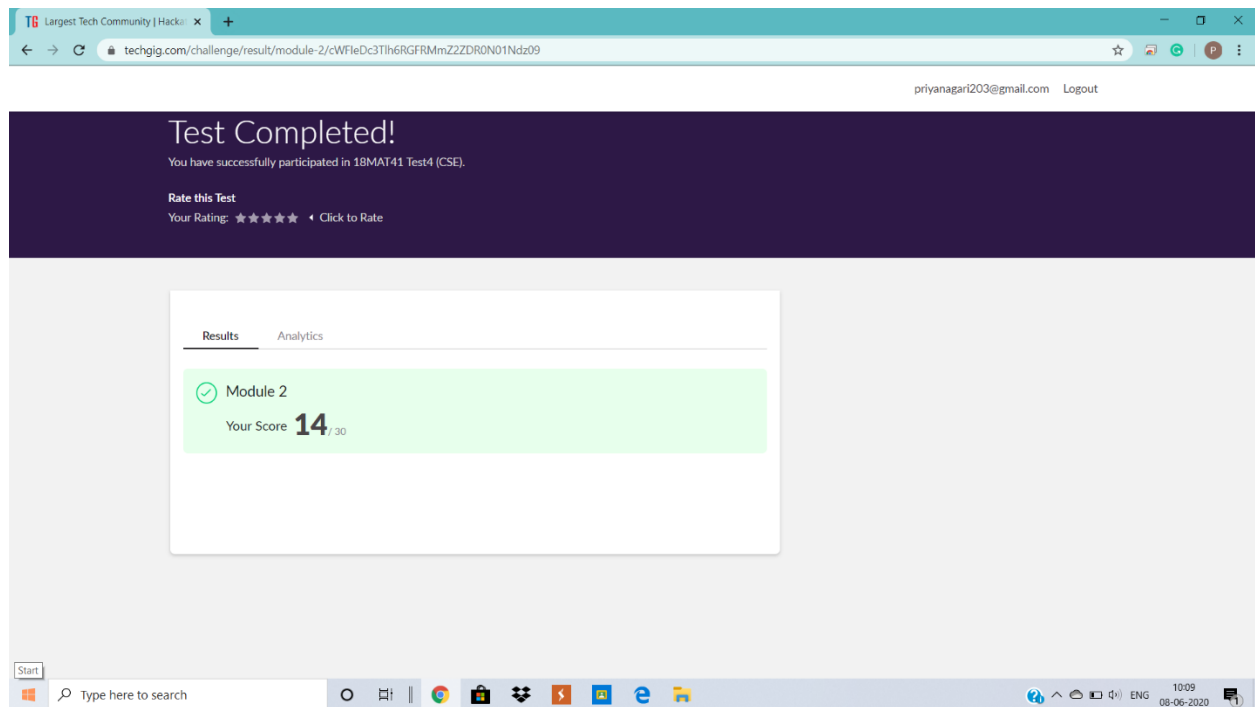 TG Largest Tech Community | Hacka
techgig.com/challenge/result/module-2/cWFIeDc3Tlh6RGFRMmZ2ZDR0N01Ndz09
P
priyanagari203@gmail.com Logout
Test Completed!
You have successfully participated in 18MAT41 Test4 (CSE).
Rate this Test
Your Rating: Click to Rate
Results Analytics
Module 2
Your Score 14 / 30
Start
Type here to search
ENG
10:09
08-06-2020
1